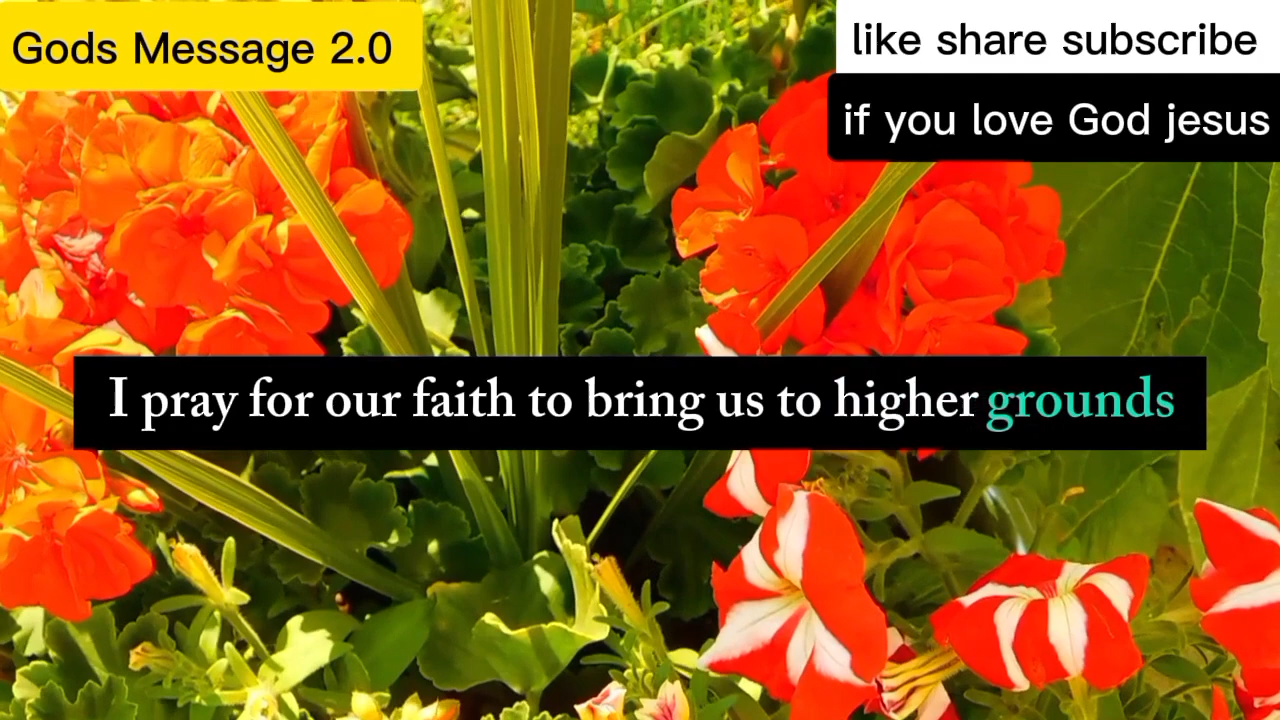 Gods Message 2.0
like share subscribe
if you love God jesus
I pray for our faith to bring us to higher grounds